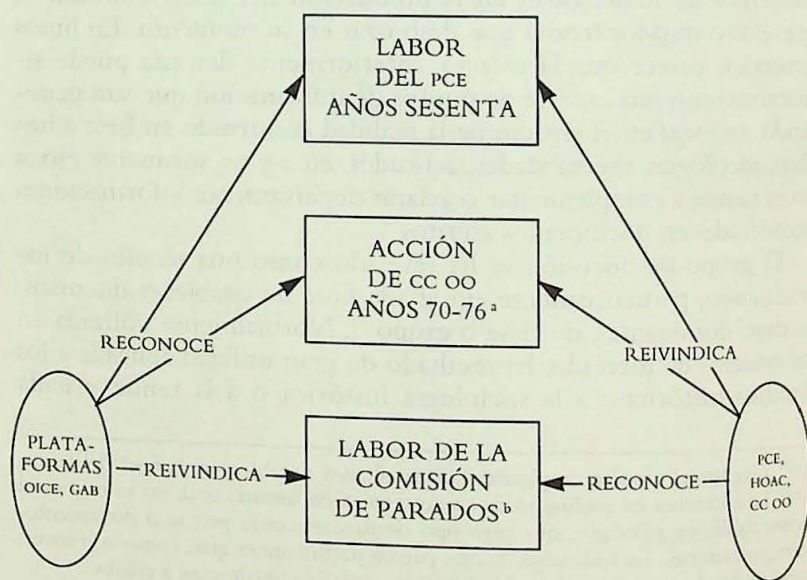 LABOR
DEL PCE
AÑOS SESENTA
ACCIÓN
DE CC OO
AÑOS 70-76 a
RECONOCE
REIVINDICA
PLATA-
FORMAS
OICE, GAB
REIVINDICA
LABOR DE LA
COMISIÓN
DE PARADOS b
RECONOCE
PCE,
HOAC,
CC OO